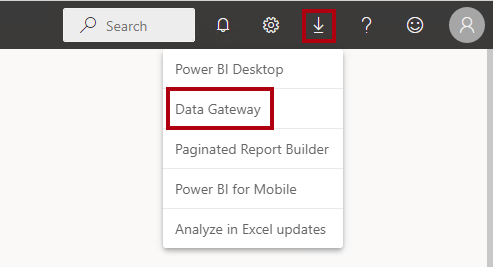 Search
Power BI Desktop
Data Gateway
Paginated Report Builder
Power BI for Mobile
Analyze in Excel updates